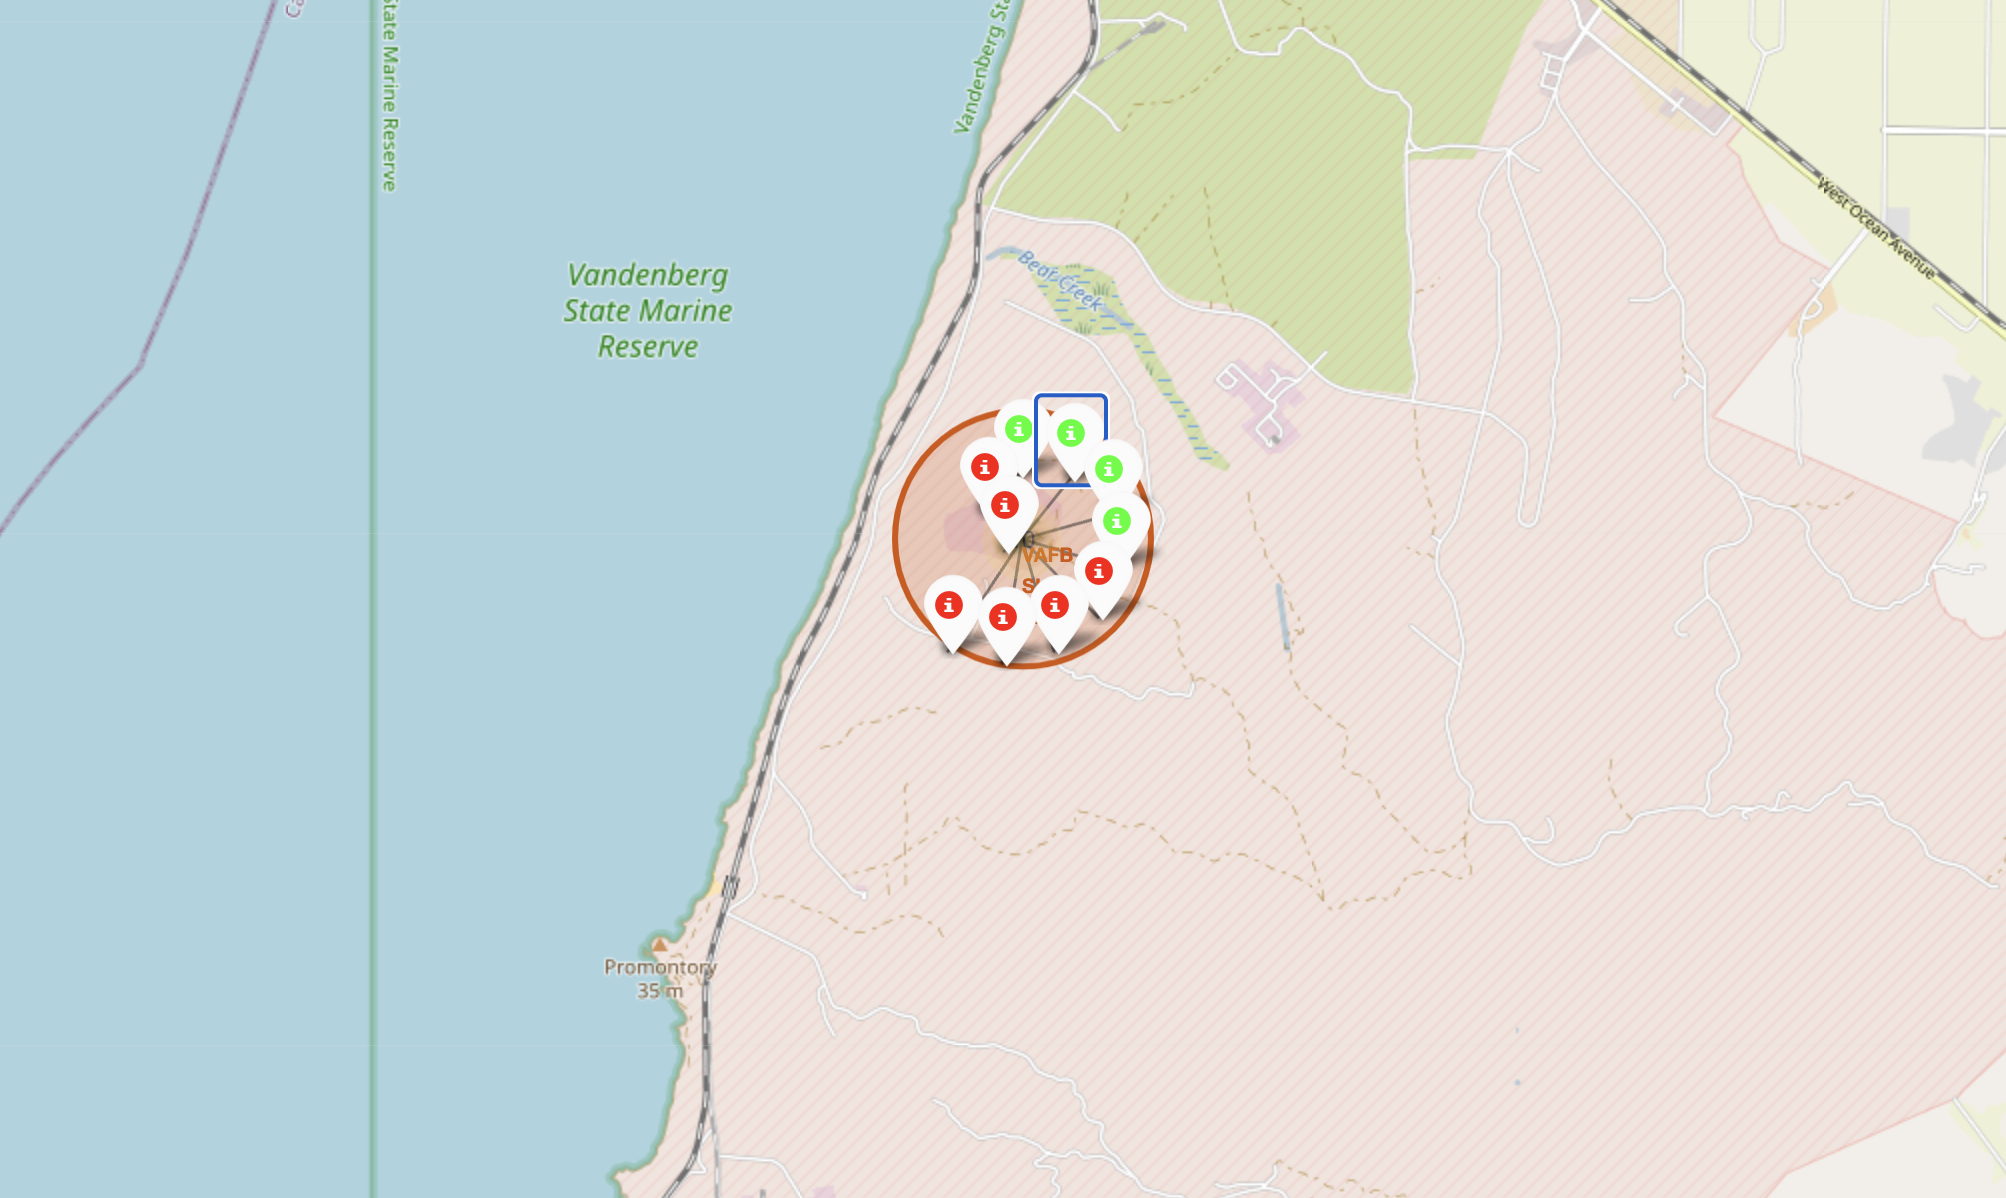 State Marine Reserve
Vandenberg Sta
Vandenberg
State Marine
Reserve
West Ocean Avenue
Bear Creek
VAFB
Promontory
35 m